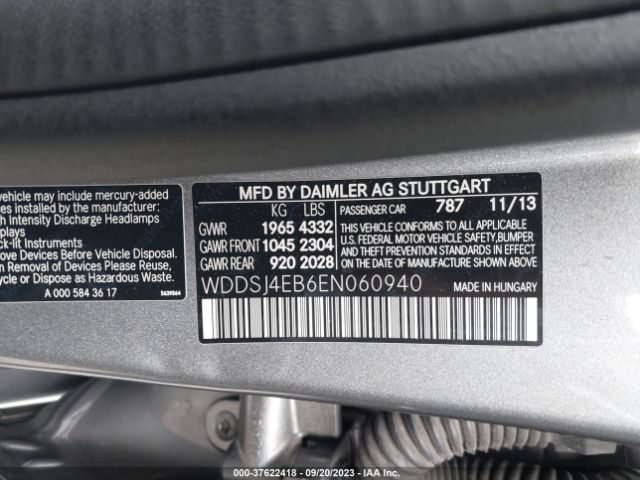 vehicle may include mercury-added
es installed by the manufacturer:
h Intensity Discharge Headlamps
plays
ck-lit Instruments
ove Devices Before Vehicle Disposal.
n Removal of Devices Please Reuse,
ycle or Dispose as Hazardous Waste.
A 000 584 36 17
5639864
MFD BY DAIMLER AG STUTTGART
KG LBS
GVWR 1965 4332
GAWR FRONT 1045 2304
GAWR REAR 920 2028
PASSENGER CAR 787 11/13
THIS VEHICLE CONFORMS TO ALL APPLICABLE
U.S. FEDERAL MOTOR VEHICLE SAFETY, BUMPER
AND THEFT PREVENTION STANDARDS IN EFFECT
ON THE DATE OF MANUFACTURE SHOWN ABOVE.
WDDSJ4EB6EN060940
MADE IN HUNGARY
000-37622418 - 09/20/2023 - IAA Inc.